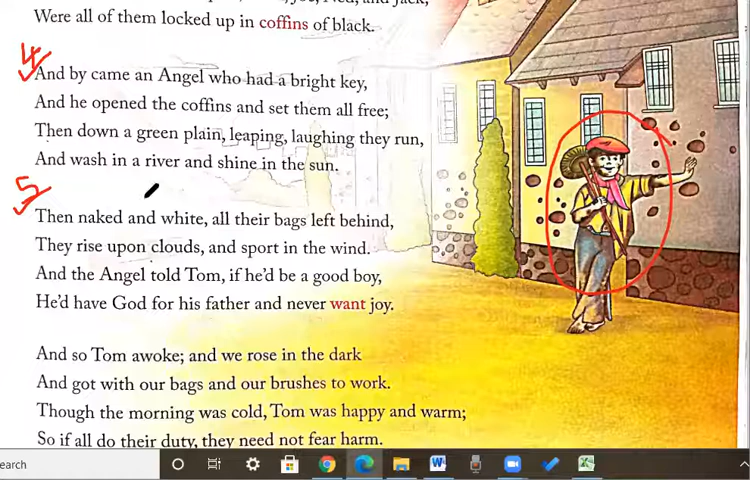 Were all of them locked up in coffins of black.
4
And by came an Angel who had a bright key,
And he opened the coffins and set them all free;
Then down a green plain, leaping, laughing they run,
And wash in a river and shine in the sun.
5
Then naked and white, all their bags left behind,
They rise upon clouds, and sport in the wind.
And the Angel told Tom, if he'd be a good boy,
He'd have God for his father and never want joy.
And so Tom awoke; and we rose in the dark
And got with our bags and our brushes to work.
Though the morning was cold, Tom was happy and warm;
So if all do their duty, they need not fear harm.
earch